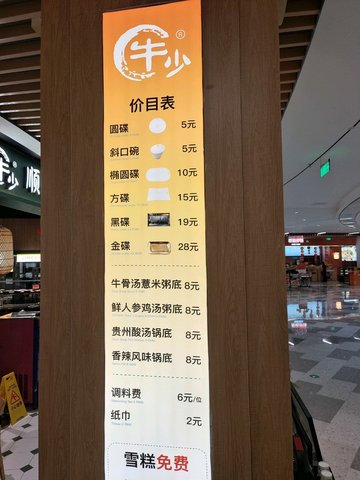 牛少
®
价目表
圆碟 5元
斜口碗 5元
椭圆碟 10元
方碟 15元
黑碟 19元
金碟 28元
牛骨汤薏米粥底 8元
鲜人参鸡汤粥底 8元
贵州酸汤锅底 8元
香辣风味锅底 8元
调料费 6元/位
纸巾 2元
雪糕免费
牛少 顺